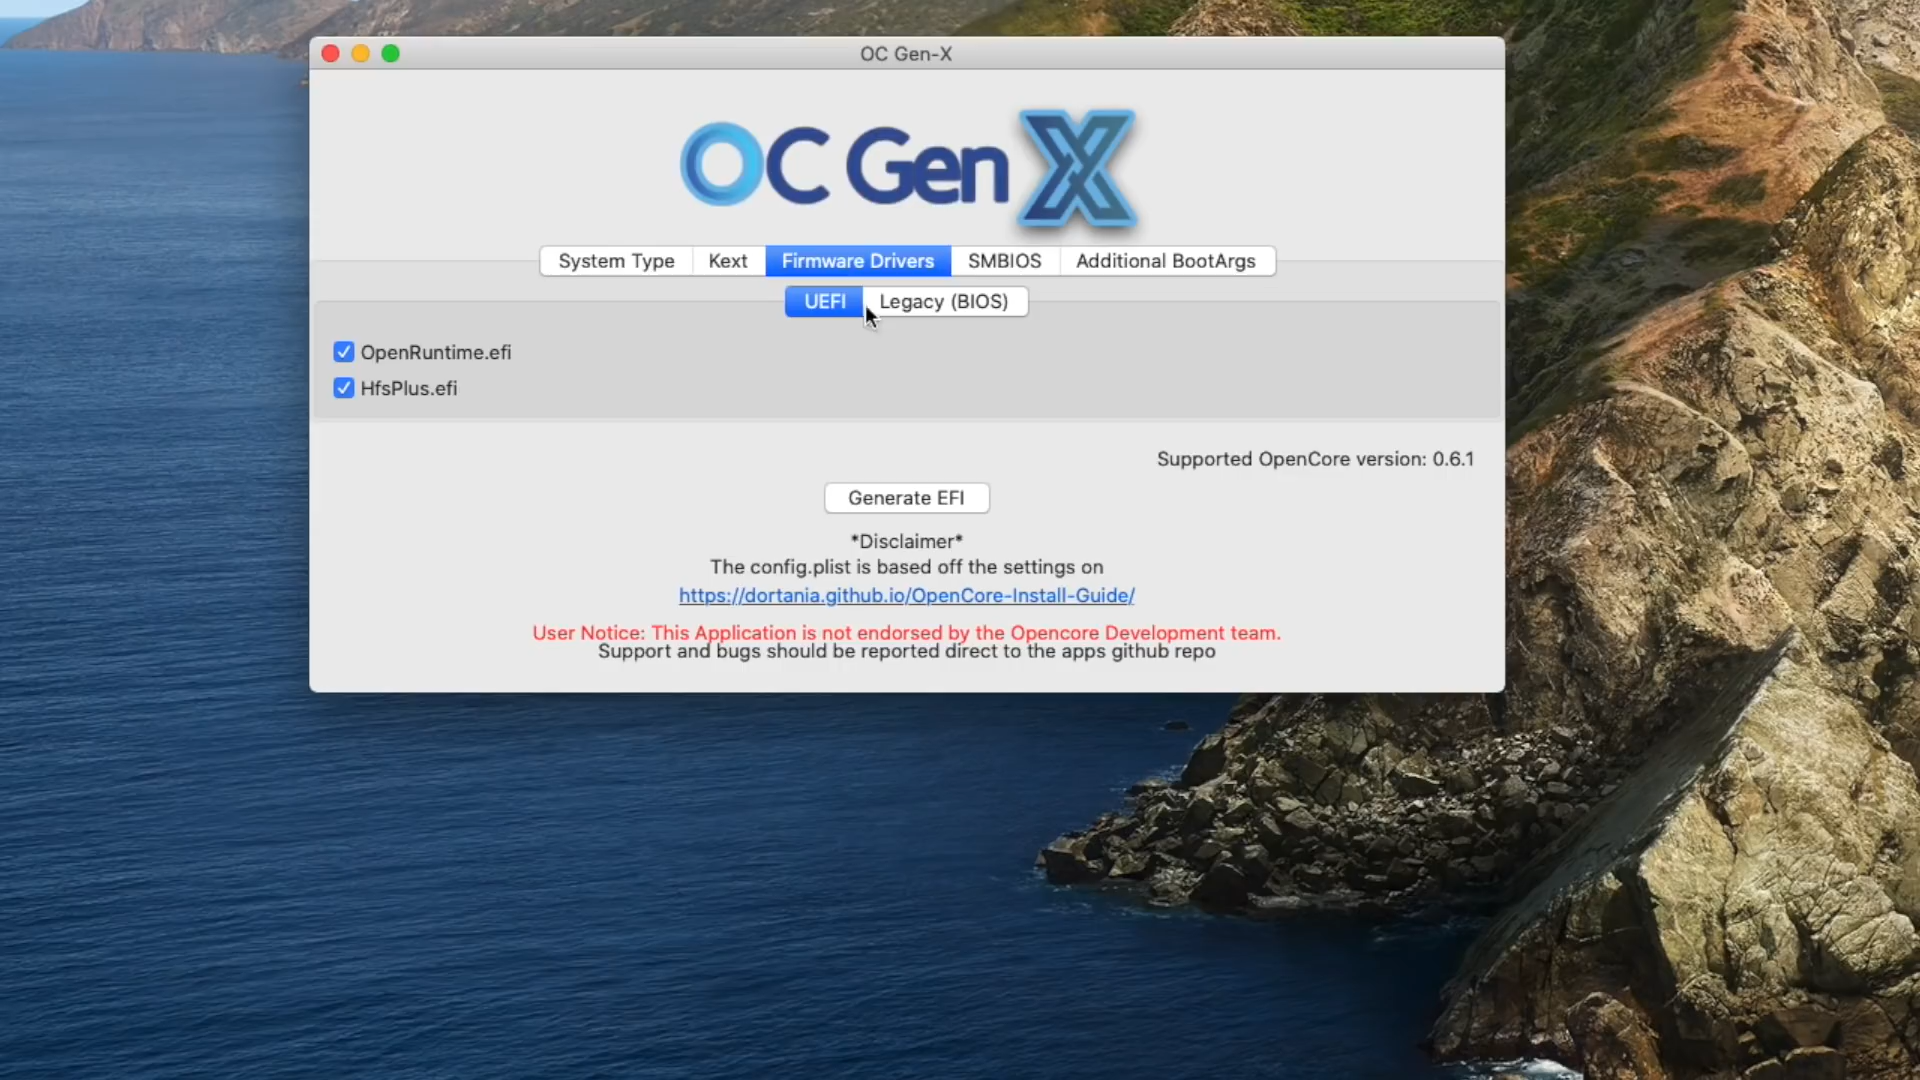 OC Gen-X
OC Gen X
System Type Kext Firmware Drivers SMBIOS Additional BootArgs
UEFI Legacy (BIOS)
OpenRuntime.efi
HfsPlus.efi
Supported OpenCore version: 0.6.1
Generate EFI
*Disclaimer*
The config.plist is based off the settings on
https://dortania.github.io/OpenCore-Install-Guide/
User Notice: This Application is not endorsed by the Opencore Development team.
Support and bugs should be reported direct to the apps github repo